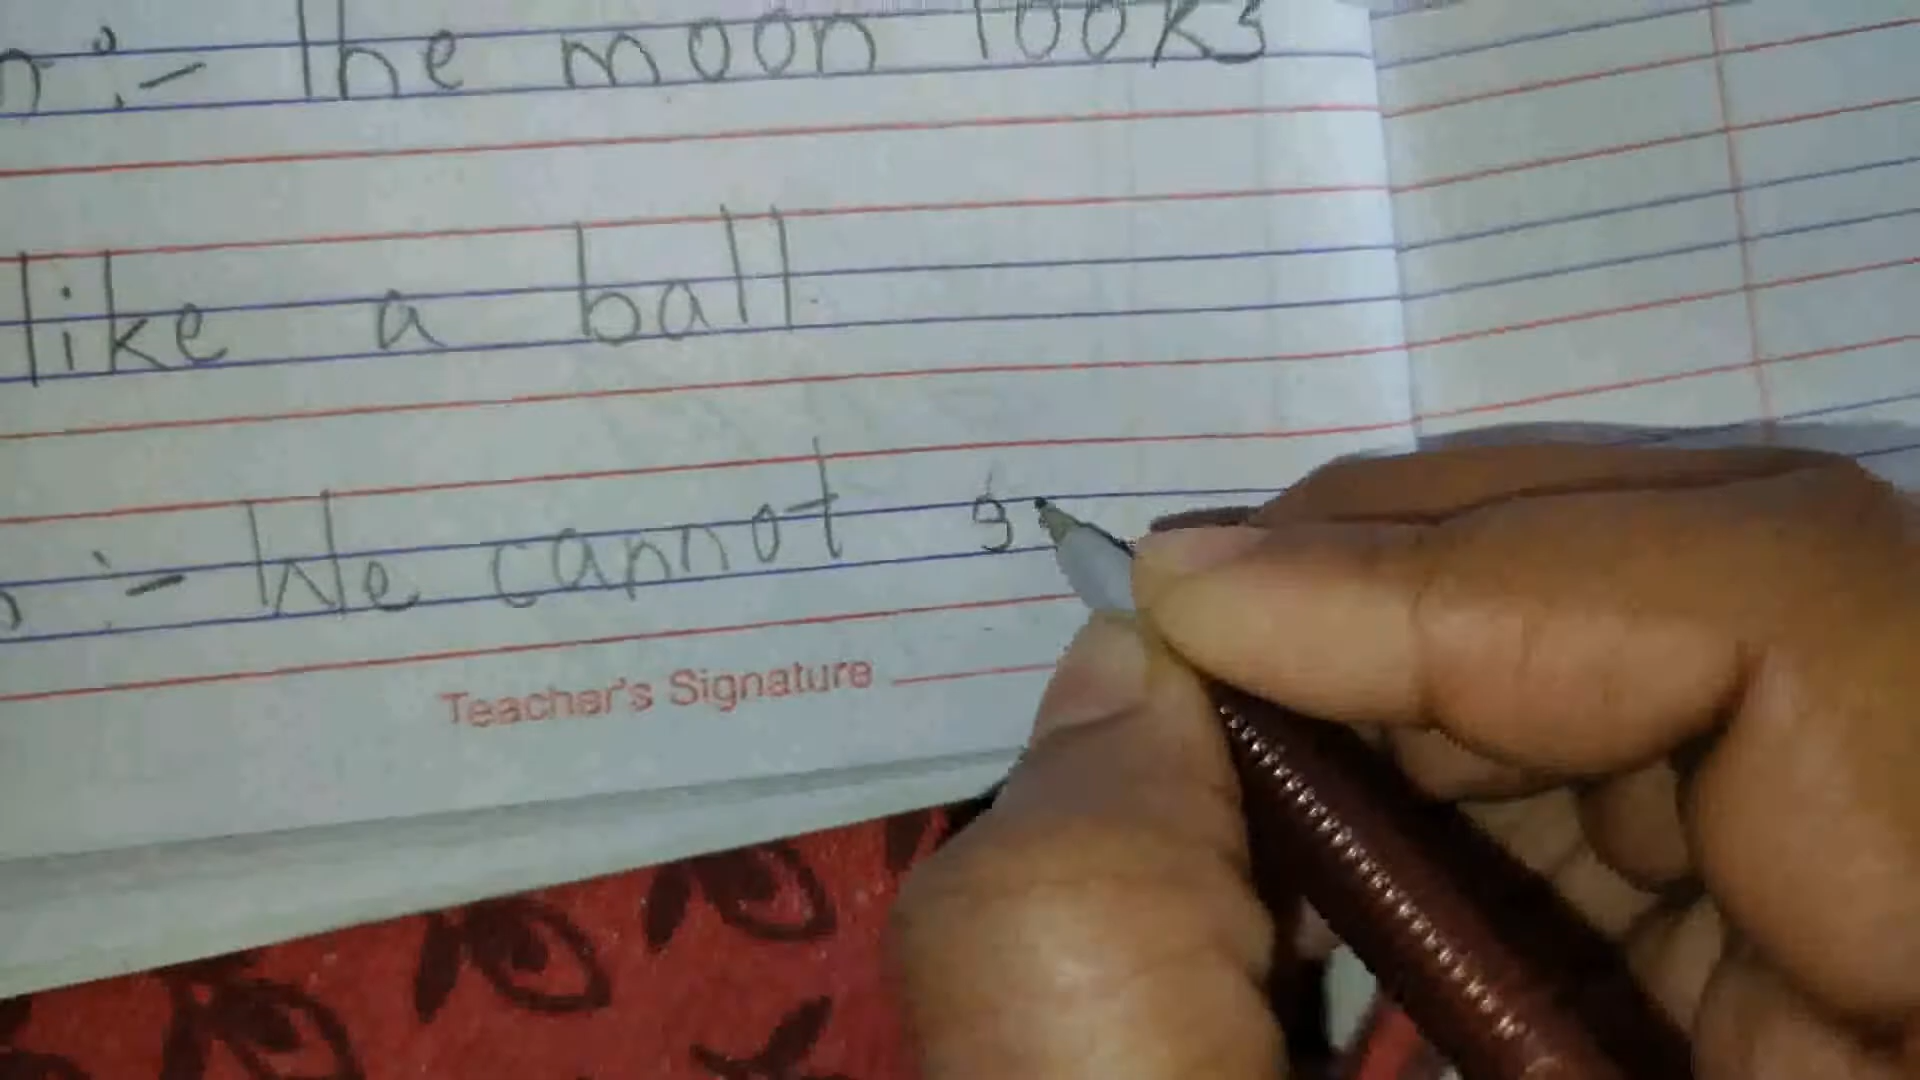 n :- The moon looks
like a ball.
:- We cannot s
Teacher's Signature